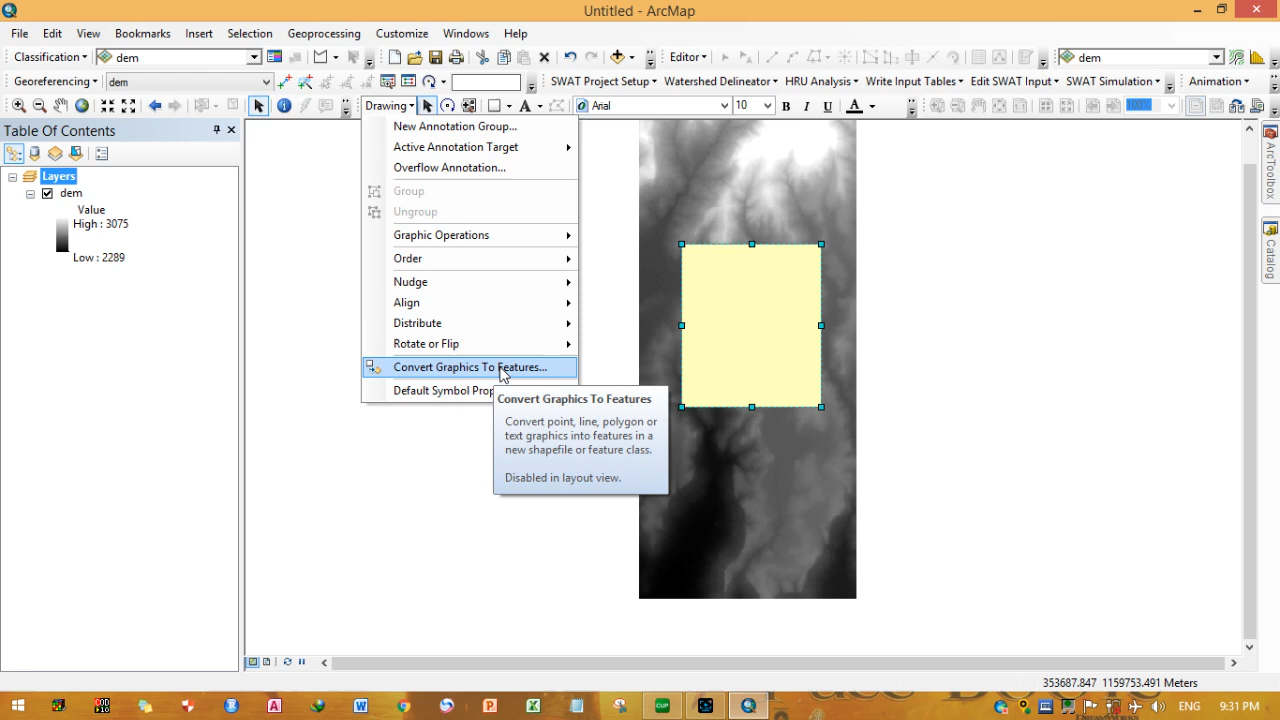 Untitled - ArcMap
File Edit View Bookmarks Insert Selection Geoprocessing Customize Windows Help
Classification dem Editor dem
Georeferencing dem SWAT Project Setup Watershed Delineator HRU Analysis Write Input Tables Edit SWAT Input SWAT Simulation Animation
Drawing Arial 10 B I U A 100%
Table Of Contents
Layers
dem
Value
High : 3075
Low : 2289
New Annotation Group...
Active Annotation Target
Overflow Annotation...
Group
Ungroup
Graphic Operations
Order
Nudge
Align
Distribute
Rotate or Flip
Convert Graphics To Features...
Default Symbol Prop
Convert Graphics To Features
Convert point, line, polygon or
text graphics into features in a
new shapefile or feature class.
Disabled in layout view.
ArcToolbox
Catalog
353687.847 1159753.491 Meters
ENG 9:31 PM